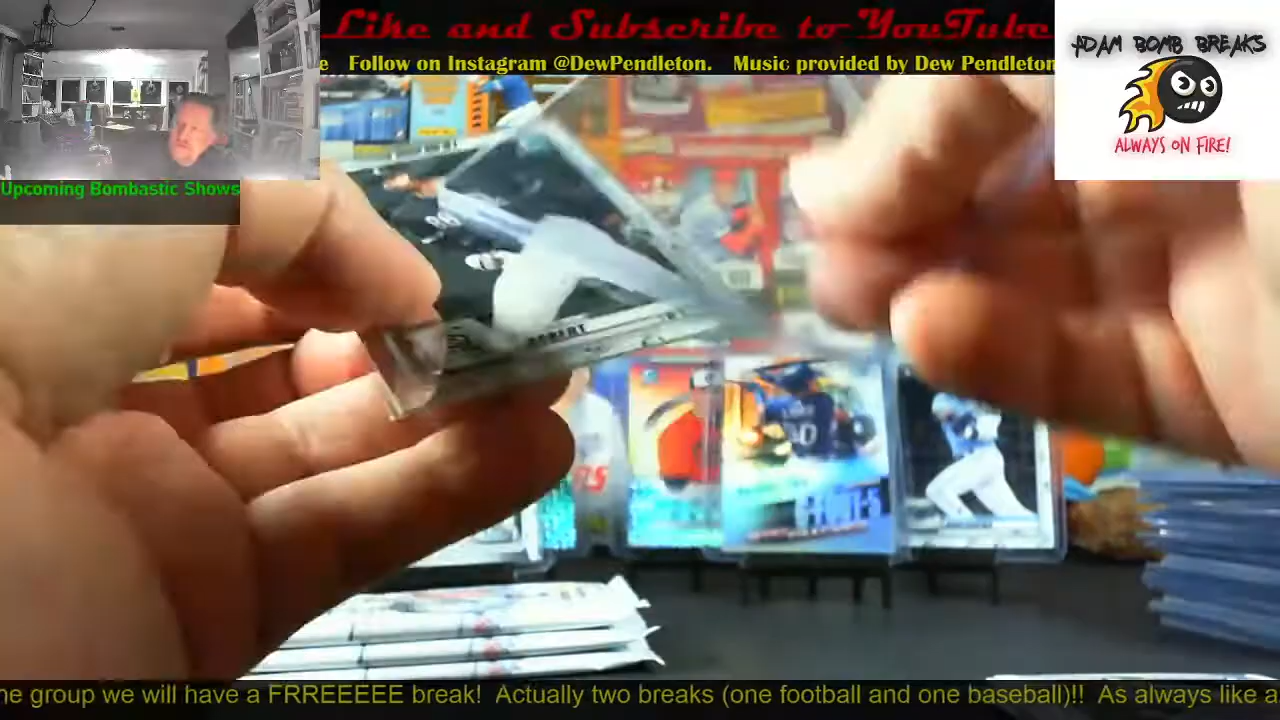 Like and Subscribe to YouTube
e Follow on Instagram @DewPendleton. Music provided by Dew Pendleton
ADAM BOMB BREAKS
ALWAYS ON FIRE!
Upcoming Bombastic Shows
ROBERT
he group we will have a FRREEEEE break! Actually two breaks (one football and one baseball)!! As always like a